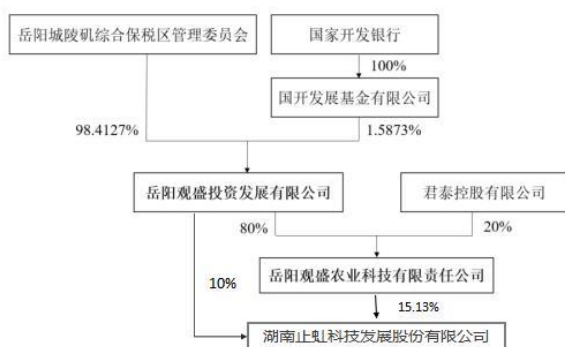 岳阳城陵矶综合保税区管理委员会
国家开发银行
100%
国开发展基金有限公司
98.4127%
1.5873%
岳阳观盛投资发展有限公司
君泰控股有限公司
80%
20%
岳阳观盛农业科技有限责任公司
10%
15.13%
湖南正虹科技发展股份有限公司